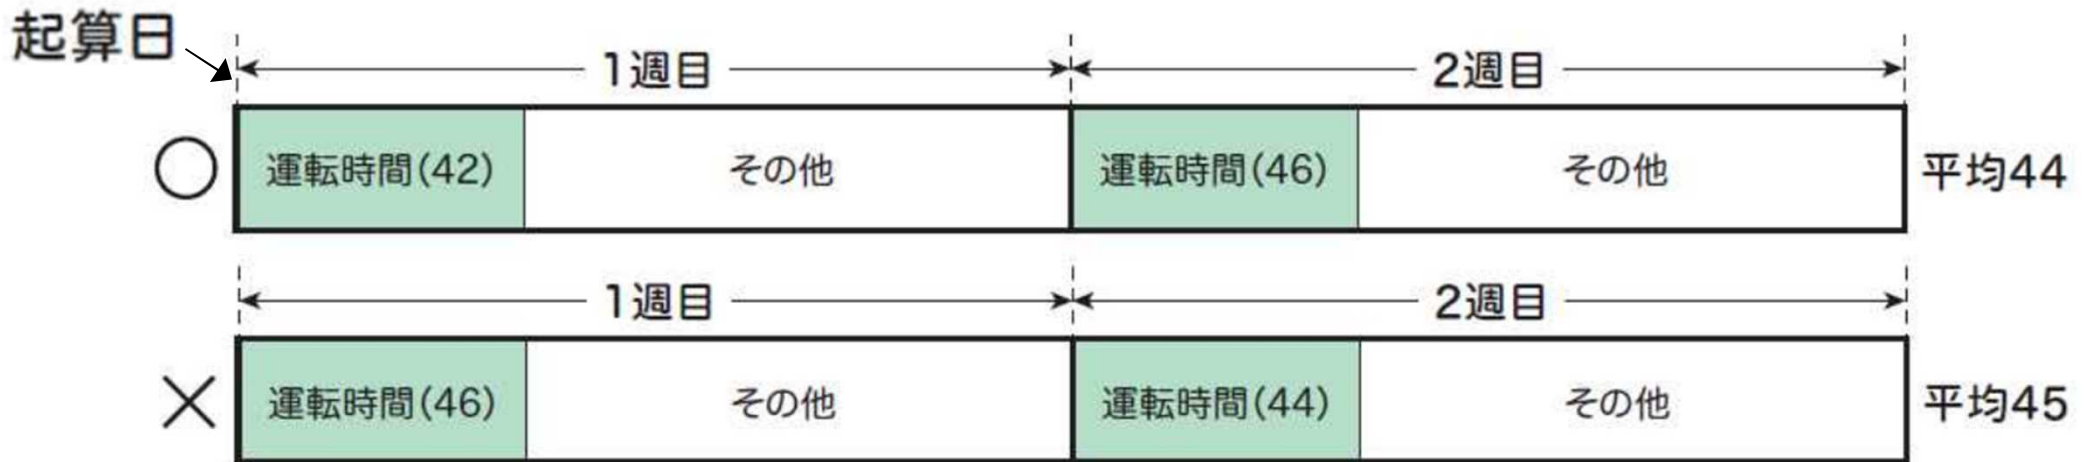 起算日
1週目 2週目
○ 運転時間(42) その他 運転時間(46) その他 平均44
1週目 2週目
× 運転時間(46) その他 運転時間(44) その他 平均45